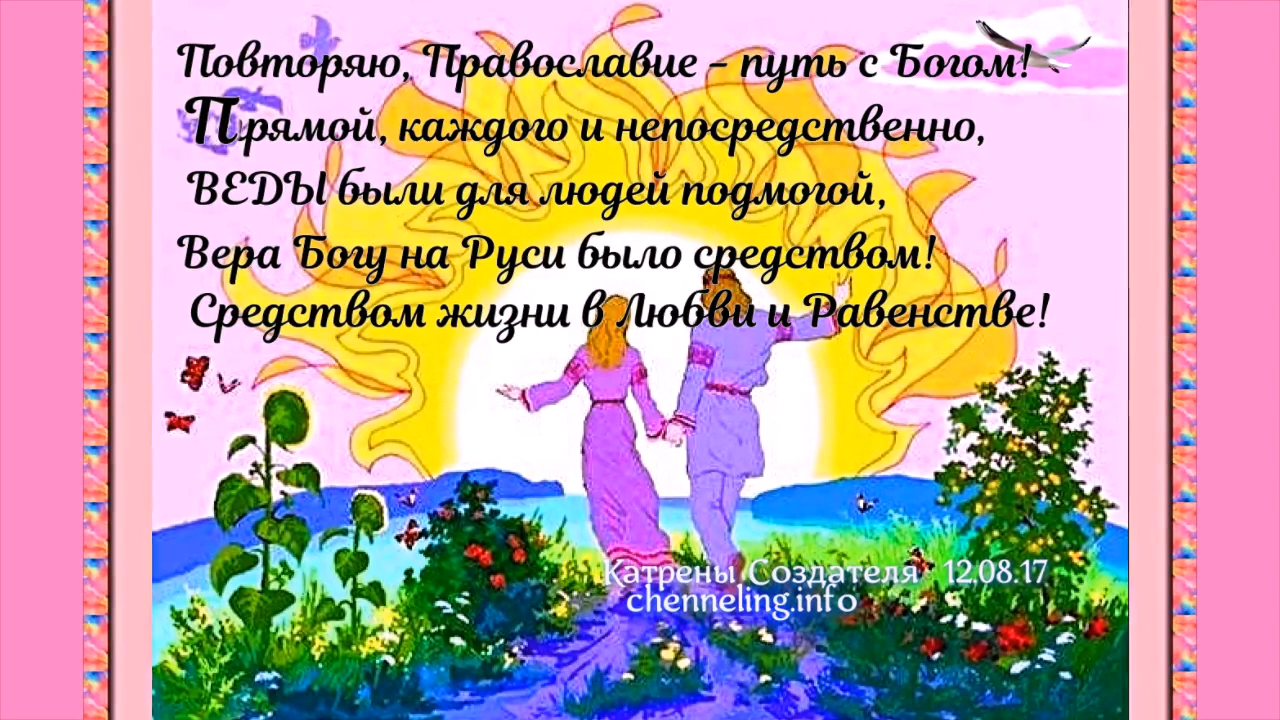 Повторяю, Православие – путь с Богом!
Прямой, каждого и непосредственно,
ВЕДЫ были для людей подмогой,
Вера Богу на Руси было средством!
Средством жизни в Любви и Равенстве!
Катрены Создателя 12.08.17
chenneling.info